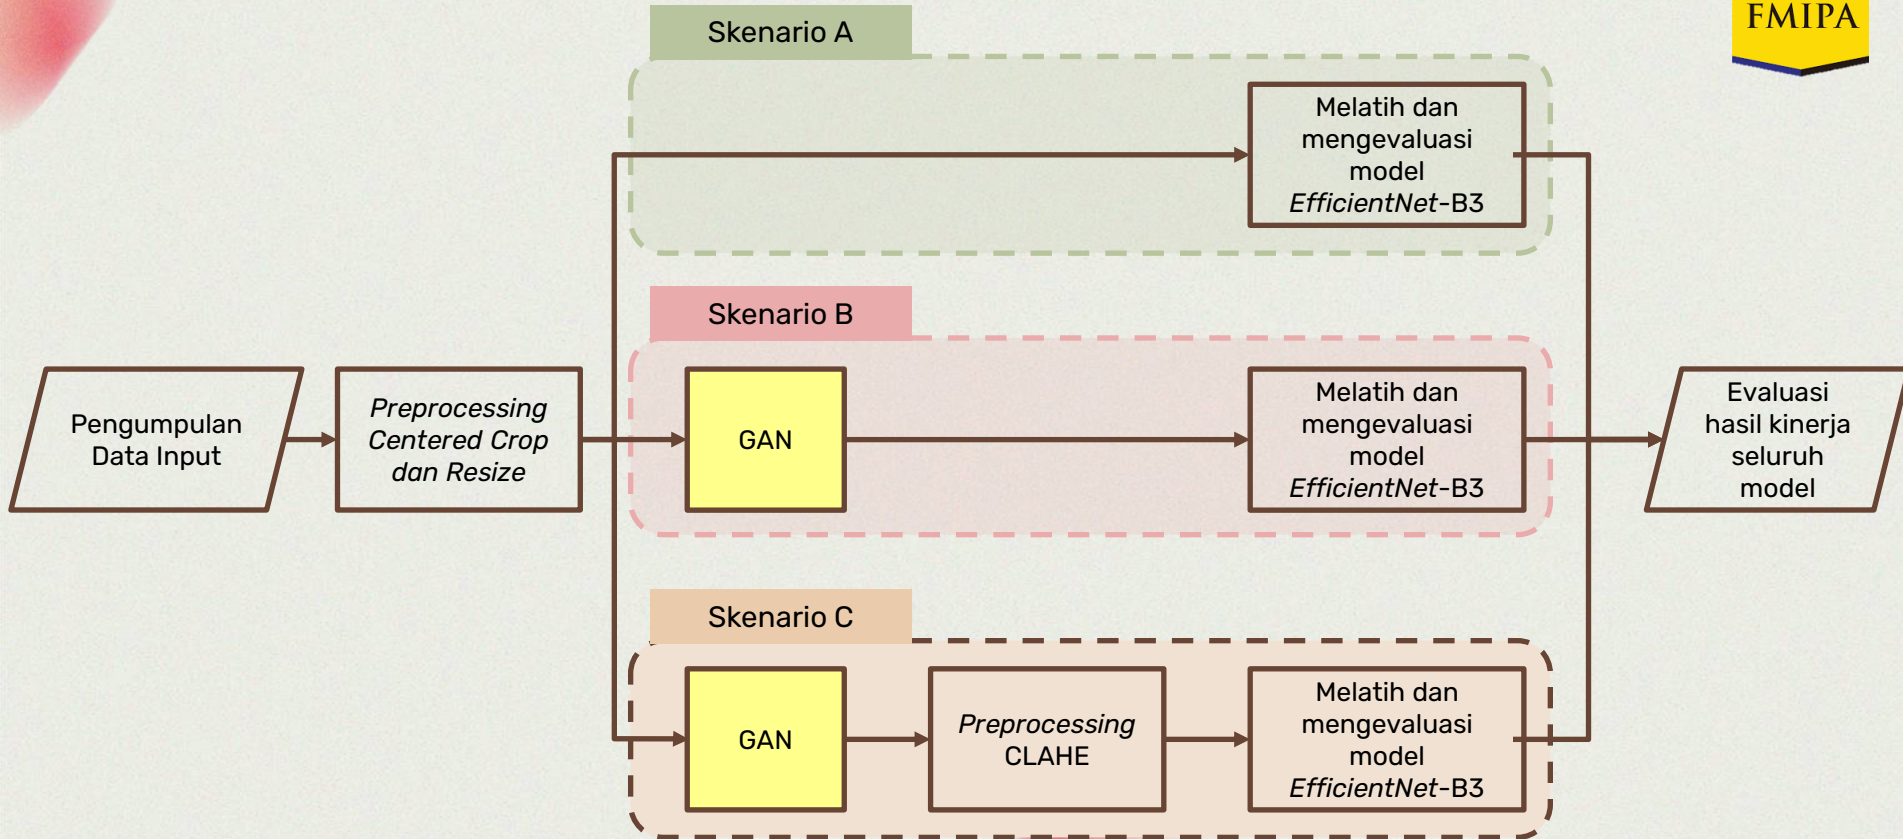 FMIPA
Skenario A
Melatih dan
mengevaluasi
model
EfficientNet-B3
Skenario B
Pengumpulan
Data Input
Preprocessing
Centered Crop
dan Resize
GAN
Melatih dan
mengevaluasi
model
EfficientNet-B3
Evaluasi
hasil kinerja
seluruh
model
Skenario C
GAN
Preprocessing
CLAHE
Melatih dan
mengevaluasi
model
EfficientNet-B3